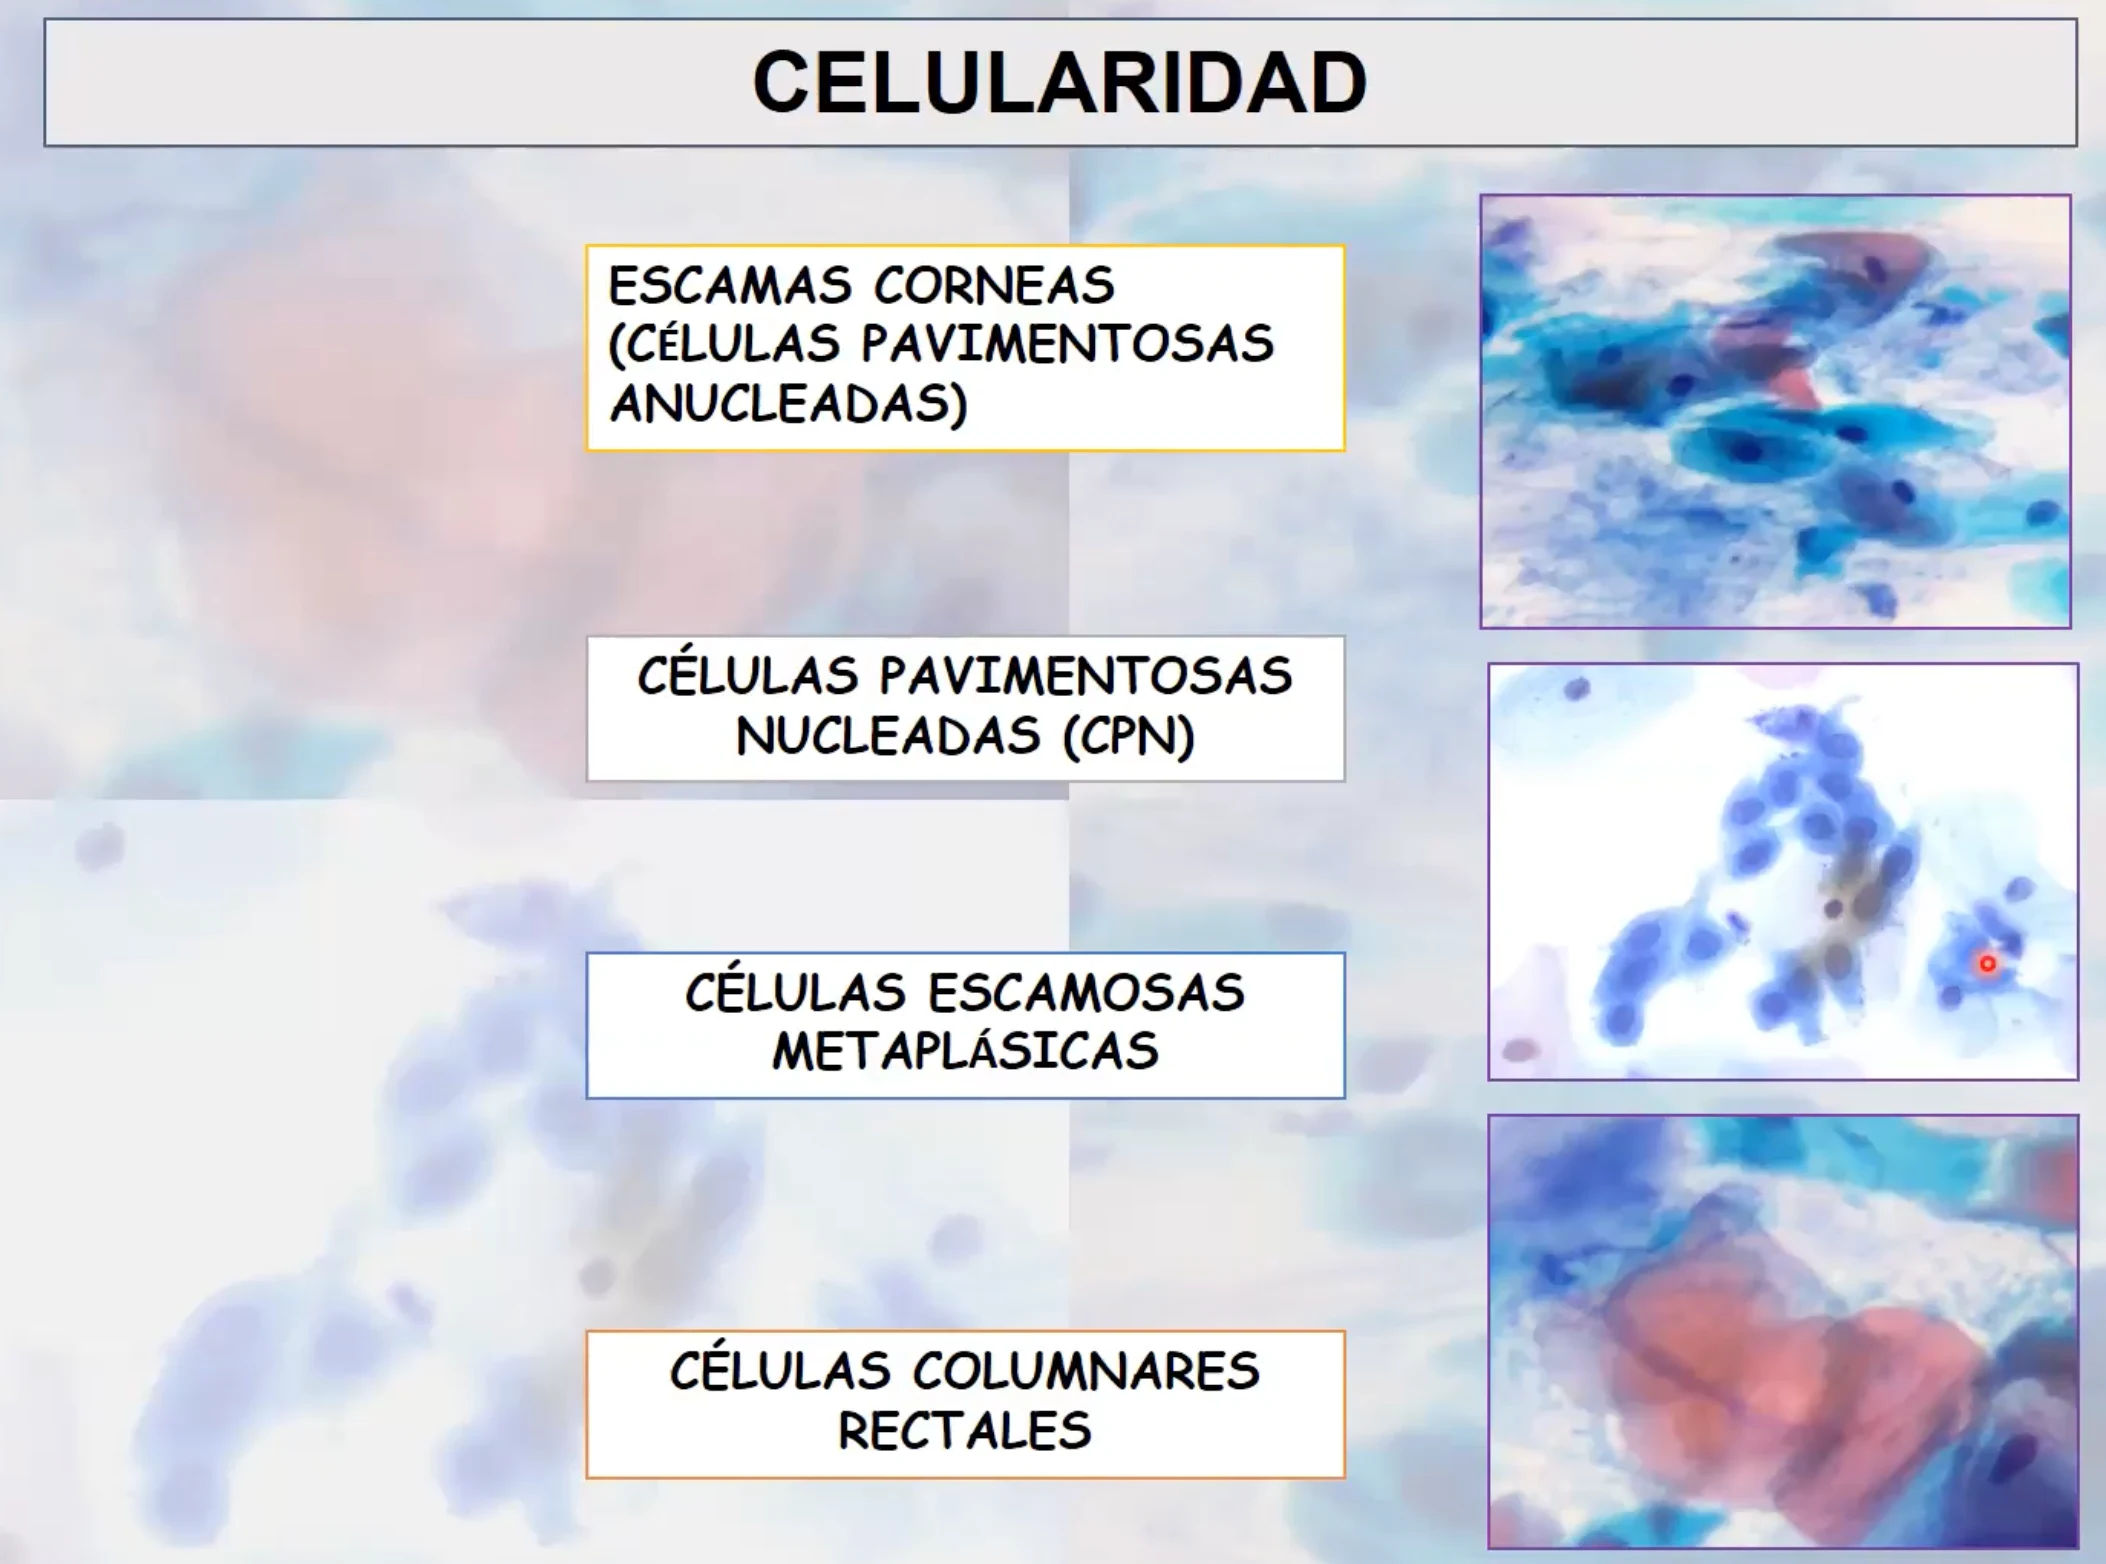 CELULARIDAD
ESCAMAS CORNEAS
(CÉLULAS PAVIMENTOSAS
ANUCLEADAS)
CÉLULAS PAVIMENTOSAS
NUCLEADAS (CPN)
CÉLULAS ESCAMOSAS
METAPLÁSICAS
CÉLULAS COLUMNARES
RECTALES